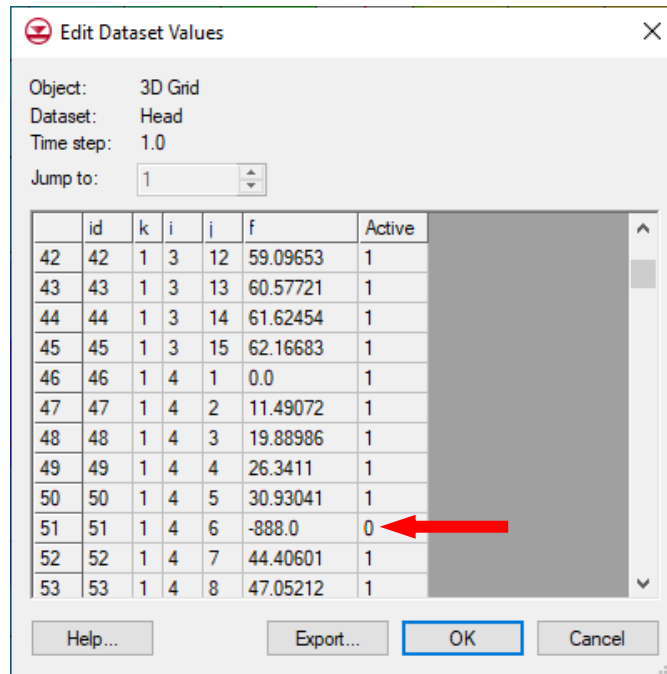 Edit Dataset Values
Object: 3D Grid
Dataset: Head
Time step: 1.0
Jump to: 1
id k i j f Active
42 42 1 3 12 59.09653 1
43 43 1 3 13 60.57721 1
44 44 1 3 14 61.62454 1
45 45 1 3 15 62.16683 1
46 46 1 4 1 0.0 1
47 47 1 4 2 11.49072 1
48 48 1 4 3 19.88986 1
49 49 1 4 4 26.3411 1
50 50 1 4 5 30.93041 1
51 51 1 4 6 -888.0 0
52 52 1 4 7 44.40601 1
53 53 1 4 8 47.05212 1
Help... Export... OK Cancel